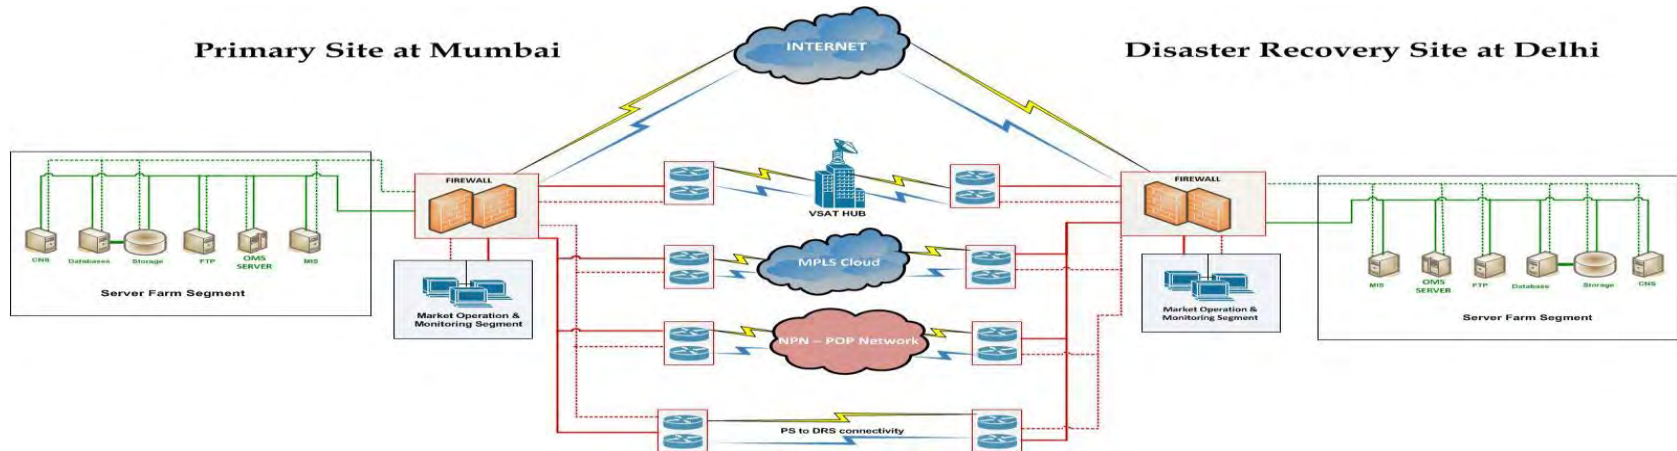 Primary Site at Mumbai
INTERNET
Disaster Recovery Site at Delhi
FIREWALL
FIREWALL
VSAT HUB
CNS
Databases
Storage
FTP
OMS
SERVER
MIS
Server Farm Segment
Market Operation &
Monitoring Segment
MPLS Cloud
NPN – POP Network
PS to DRS connectivity
Market Operation &
Monitoring Segment
MIS
OMS
SERVER
FTP
Database
Storage
CNS
Server Farm Segment